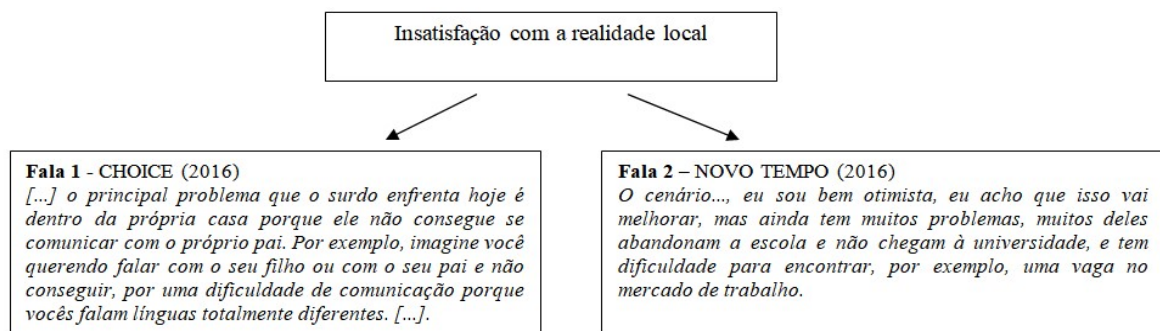 Insatisfação com a realidade local
Fala 1 - CHOICE (2016)
[...] o principal problema que o surdo enfrenta hoje é
dentro da própria casa porque ele não consegue se
comunicar com o próprio pai. Por exemplo, imagine você
querendo falar com o seu filho ou com o seu pai e não
conseguir, por uma dificuldade de comunicação porque
vocês falam línguas totalmente diferentes. [...].
Fala 2 – NOVO TEMPO (2016)
O cenário..., eu sou bem otimista, eu acho que isso vai
melhorar, mas ainda tem muitos problemas, muitos deles
abandonam a escola e não chegam à universidade, e tem
dificuldade para encontrar, por exemplo, uma vaga no
mercado de trabalho.